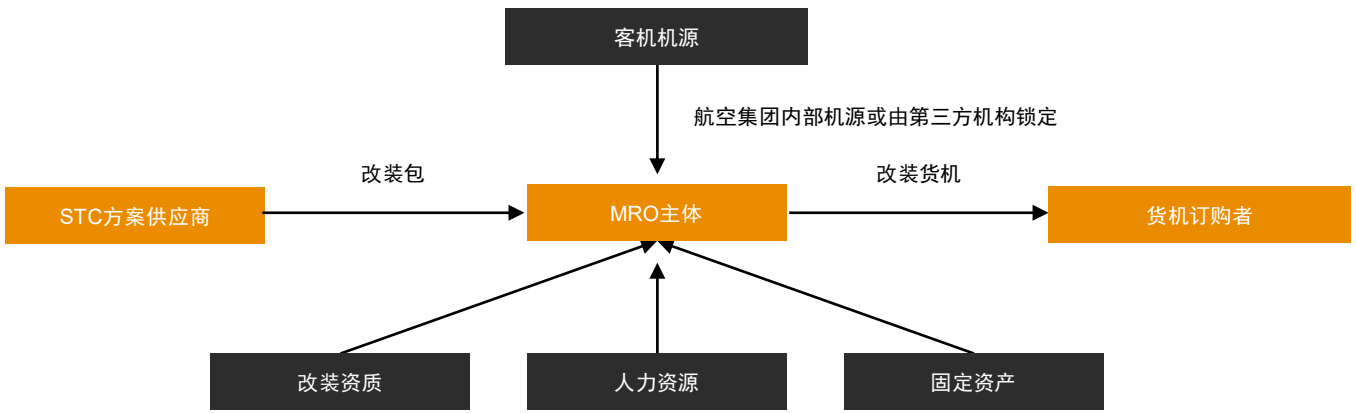 客机机源
航空集团内部机源或由第三方机构锁定
改装包
改装货机
STC方案供应商
MRO主体
货机订购者
改装资质
人力资源
固定资产